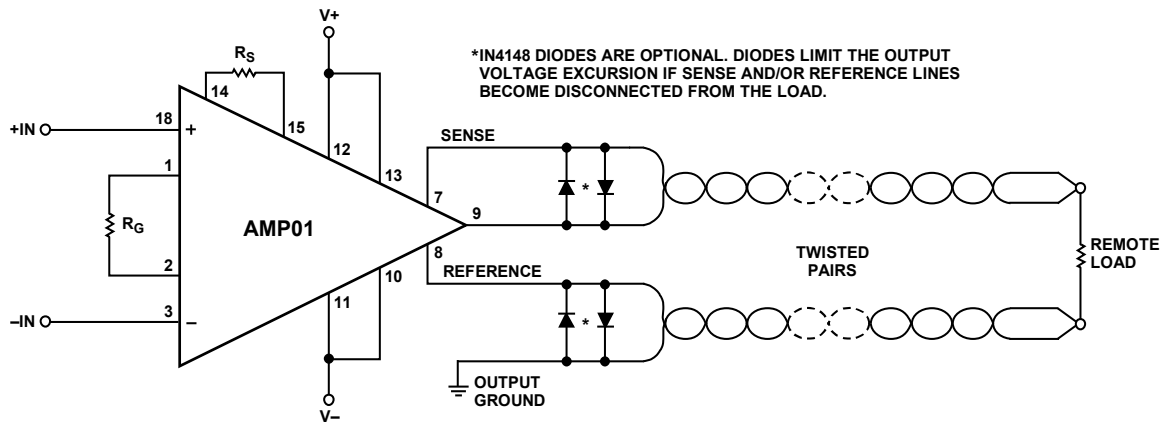 V+
RS
*IN4148 DIODES ARE OPTIONAL. DIODES LIMIT THE OUTPUT
VOLTAGE EXCURSION IF SENSE AND/OR REFERENCE LINES
BECOME DISCONNECTED FROM THE LOAD.
14
15
+IN
18
+
12
SENSE
1
13
7
*
RG
AMP01
9
TWISTED
PAIRS
REMOTE
LOAD
8
2
10
REFERENCE
11
–IN
3
–
*
OUTPUT
GROUND
V–